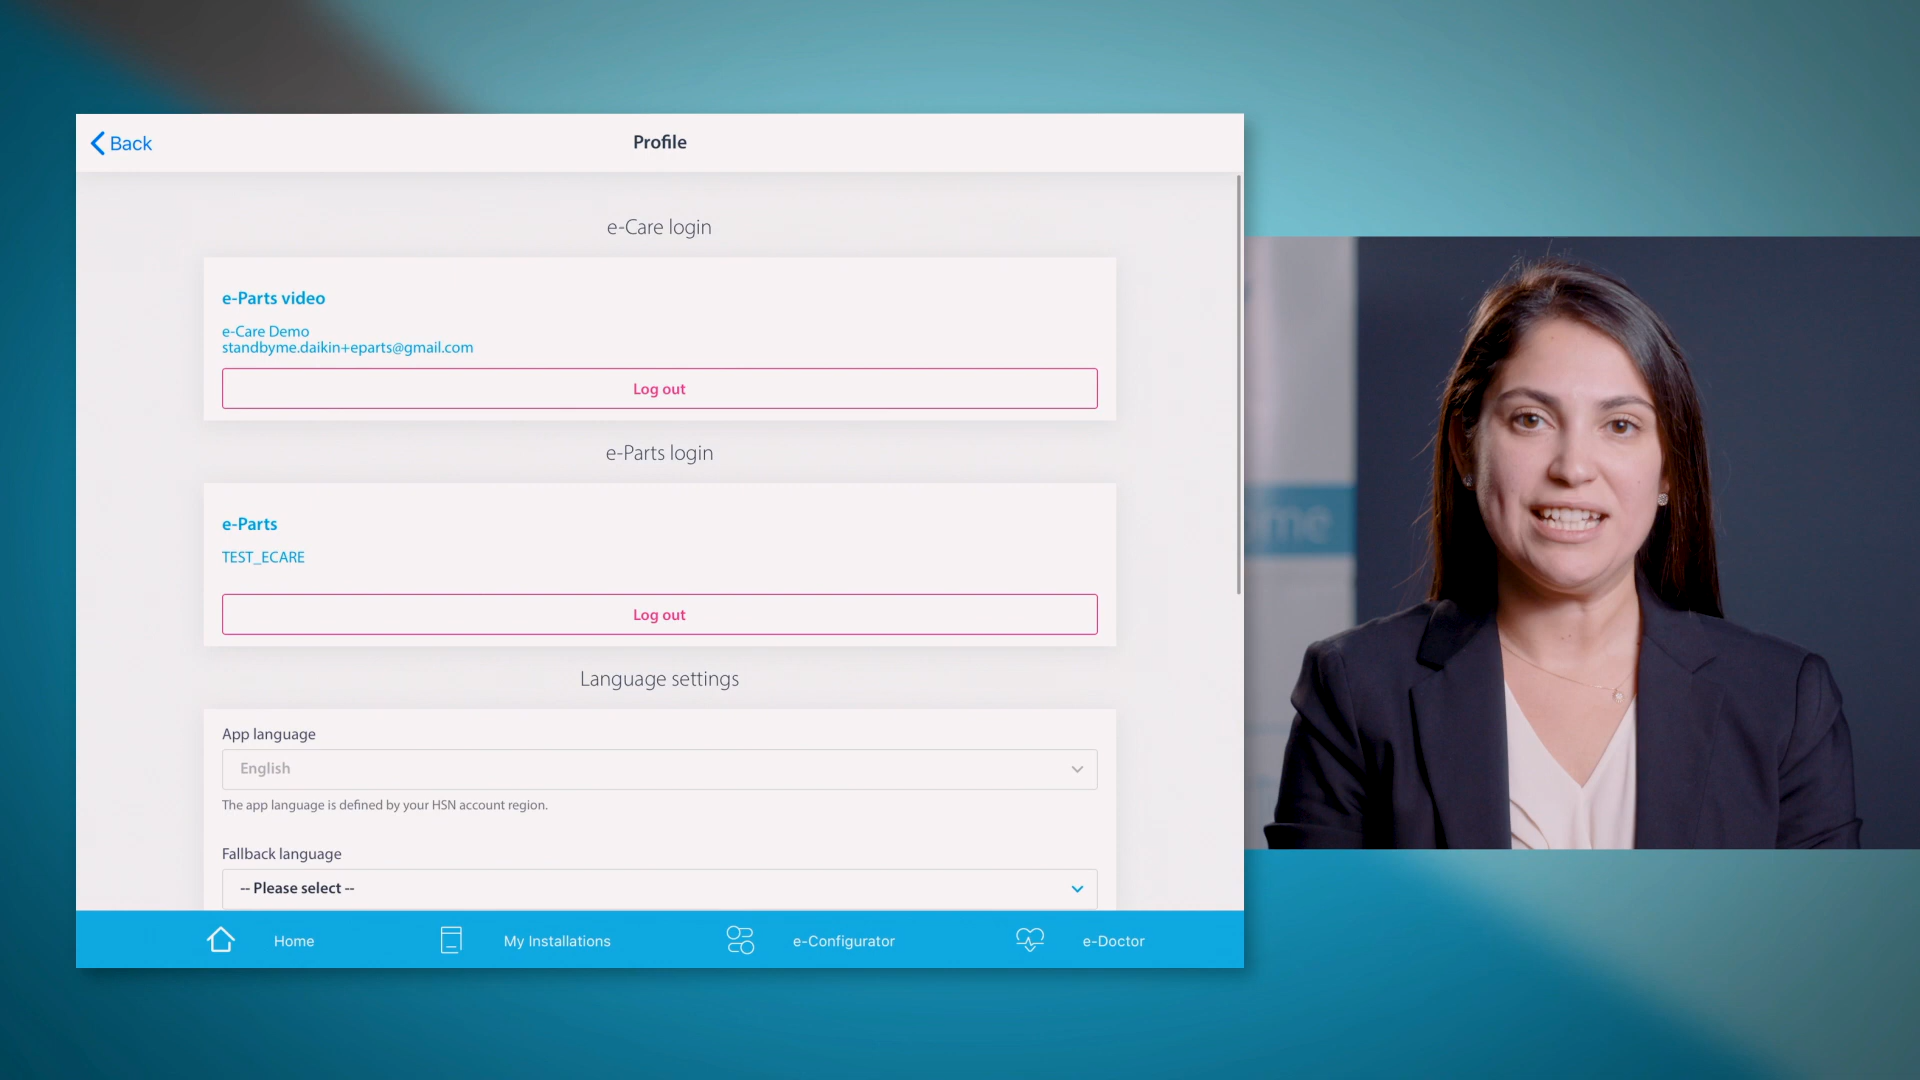 Back
Profile
e-Care login
e-Parts video
e-Care Demo
standbyme.daikin+eparts@gmail.com
Log out
e-Parts login
e-Parts
TEST_ECARE
Log out
Language settings
App language
English
The app language is defined by your HSN account region.
Fallback language
-- Please select --
Home
My Installations
e-Configurator
e-Doctor